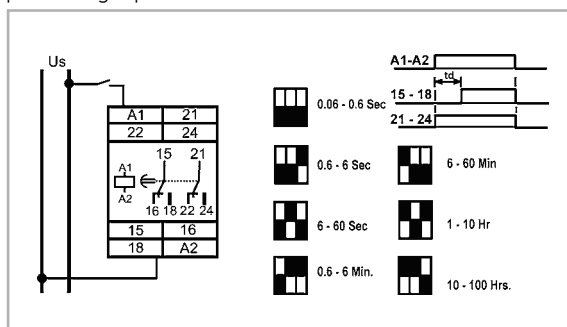 Us
A1 21
22 24
15 21
A1
A2
16 18 22 24
15 16
18 A2
0.06 - 0.6 Sec
0.6 - 6 Sec
6 - 60 Sec
0.6 - 6 Min.
A1-A2
td
15 - 18
21 - 24
6 - 60 Min
1 - 10 Hr
10 - 100 Hrs.